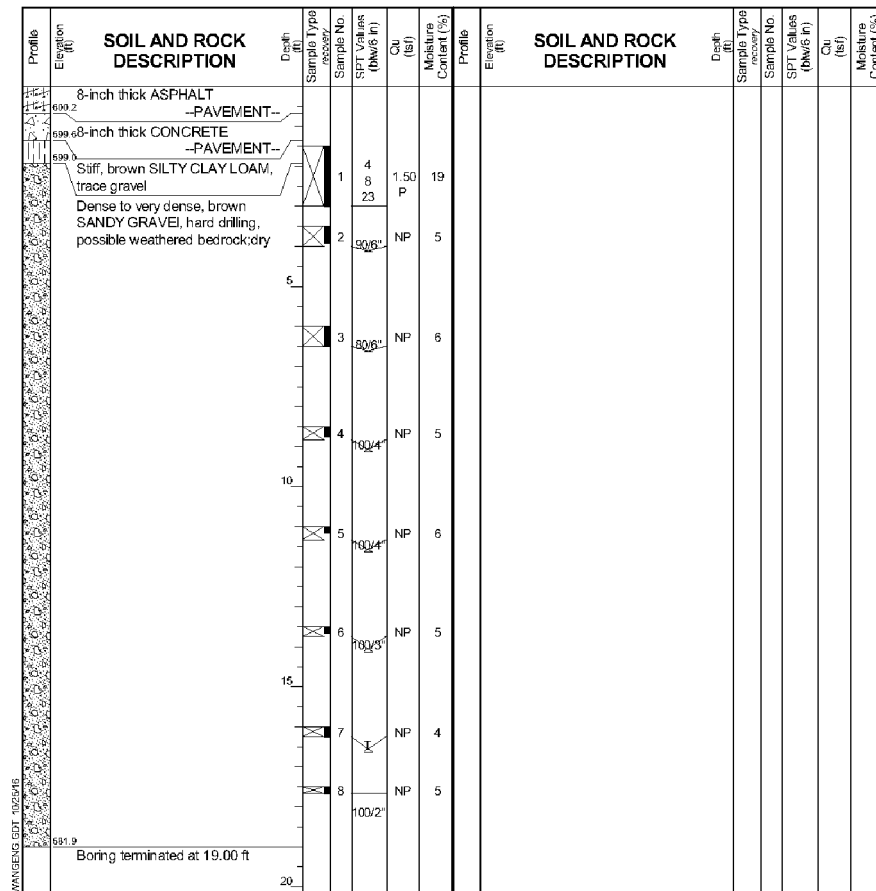 Profile
Elevation
(ft)
SOIL AND ROCK
DESCRIPTION
Depth
(ft)
Sample Type
recovery
Sample No.
SPT Values
(blw/6 in)
Qu
(tsf)
Moisture
Content (%)
Profile
Elevation
(ft)
SOIL AND ROCK
DESCRIPTION
Depth
(ft)
Sample Type
recovery
Sample No.
SPT Values
(blw/6 in)
Qu
(tsf)
Moisture
Content (%)
8-inch thick ASPHALT
600.2
--PAVEMENT--
699.6
8-inch thick CONCRETE
--PAVEMENT--
599.0
Stiff, brown SILTY CLAY LOAM,
trace gravel
1
4
8
23
1.50
P
19
Dense to very dense, brown
SANDY GRAVEl, hard drilling,
possible weathered bedrock;dry
2
90/6"
NP
5
5
3
80/6"
NP
6
4
100/4"
NP
5
10
5
100/4"
NP
6
6
100/3"
NP
5
15
7
NP
4
8
100/2"
NP
5
681.9
Boring terminated at 19.00 ft
20
WANGENG.GDT 10/25/16